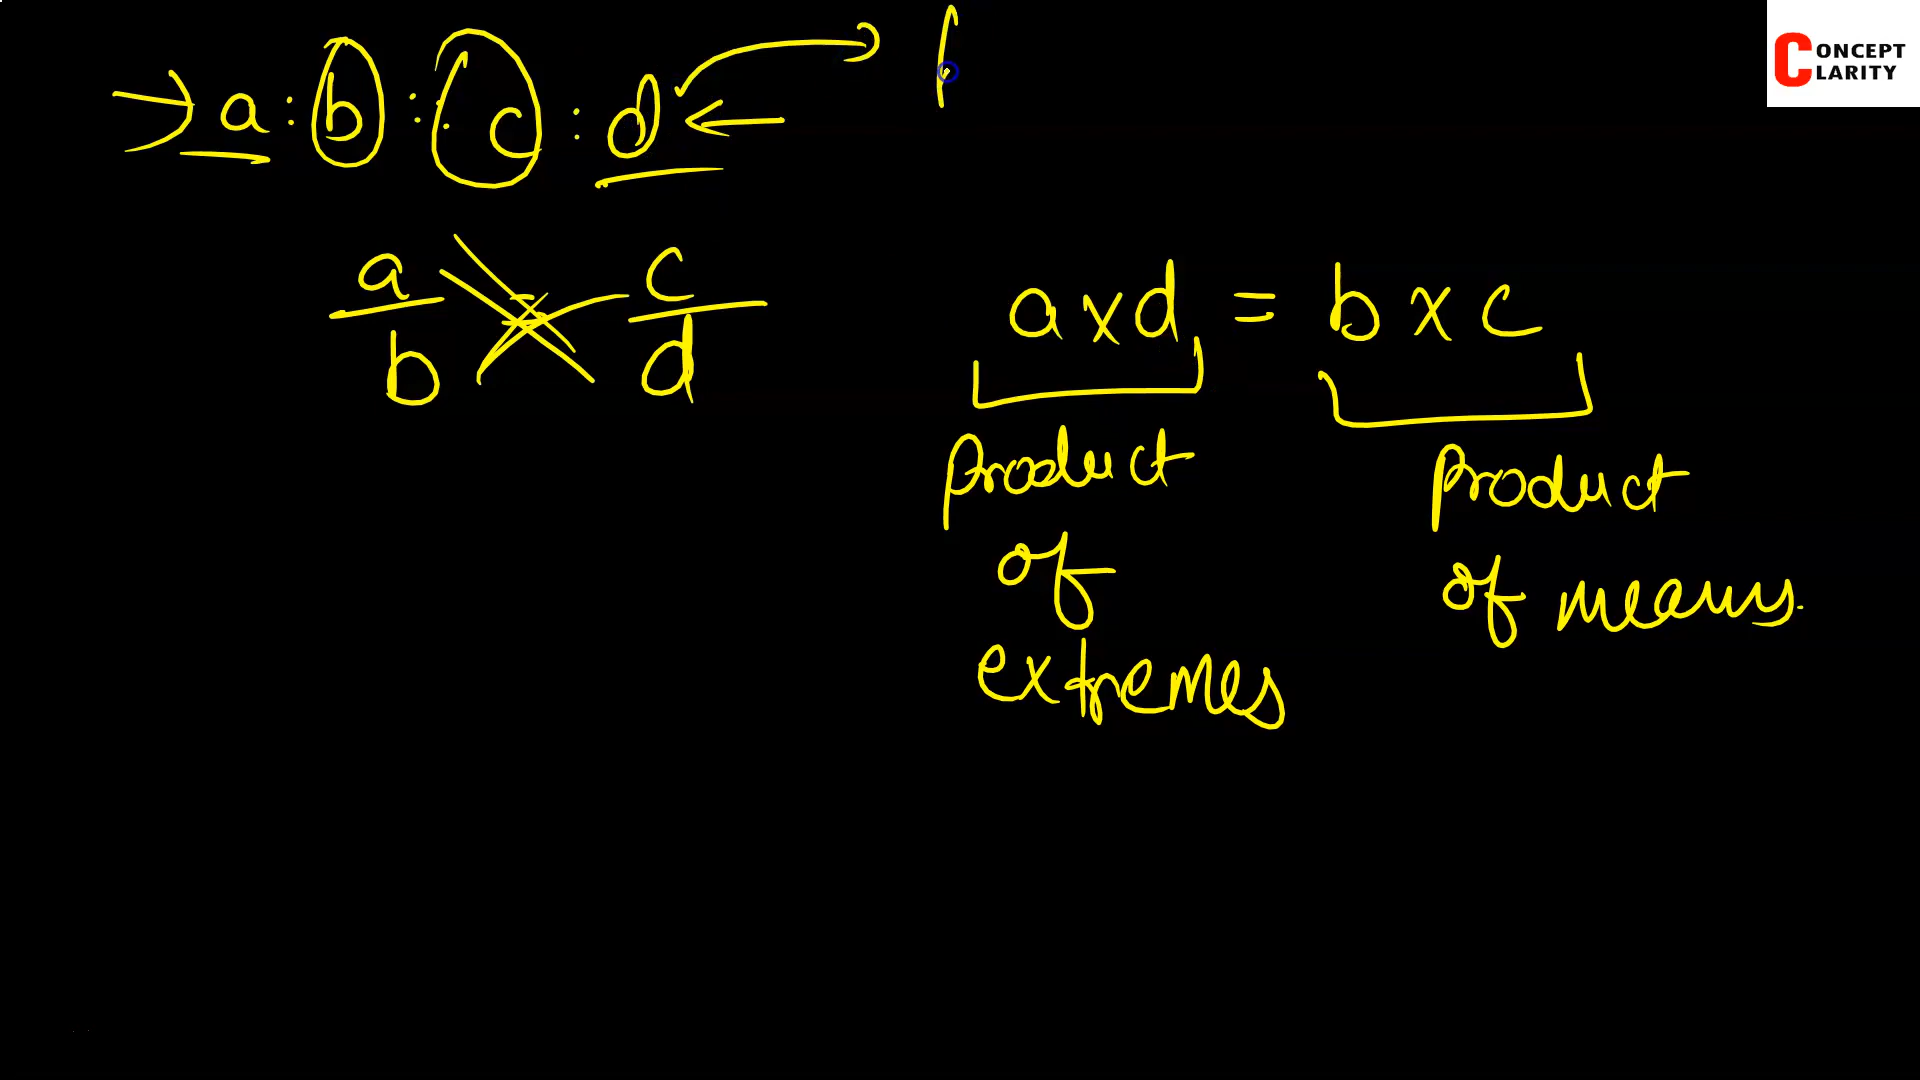 a : b :: c : d
CONCEPT
CLARITY
a/b = c/d
a x d = b x c
product
of
extremes
product
of means.